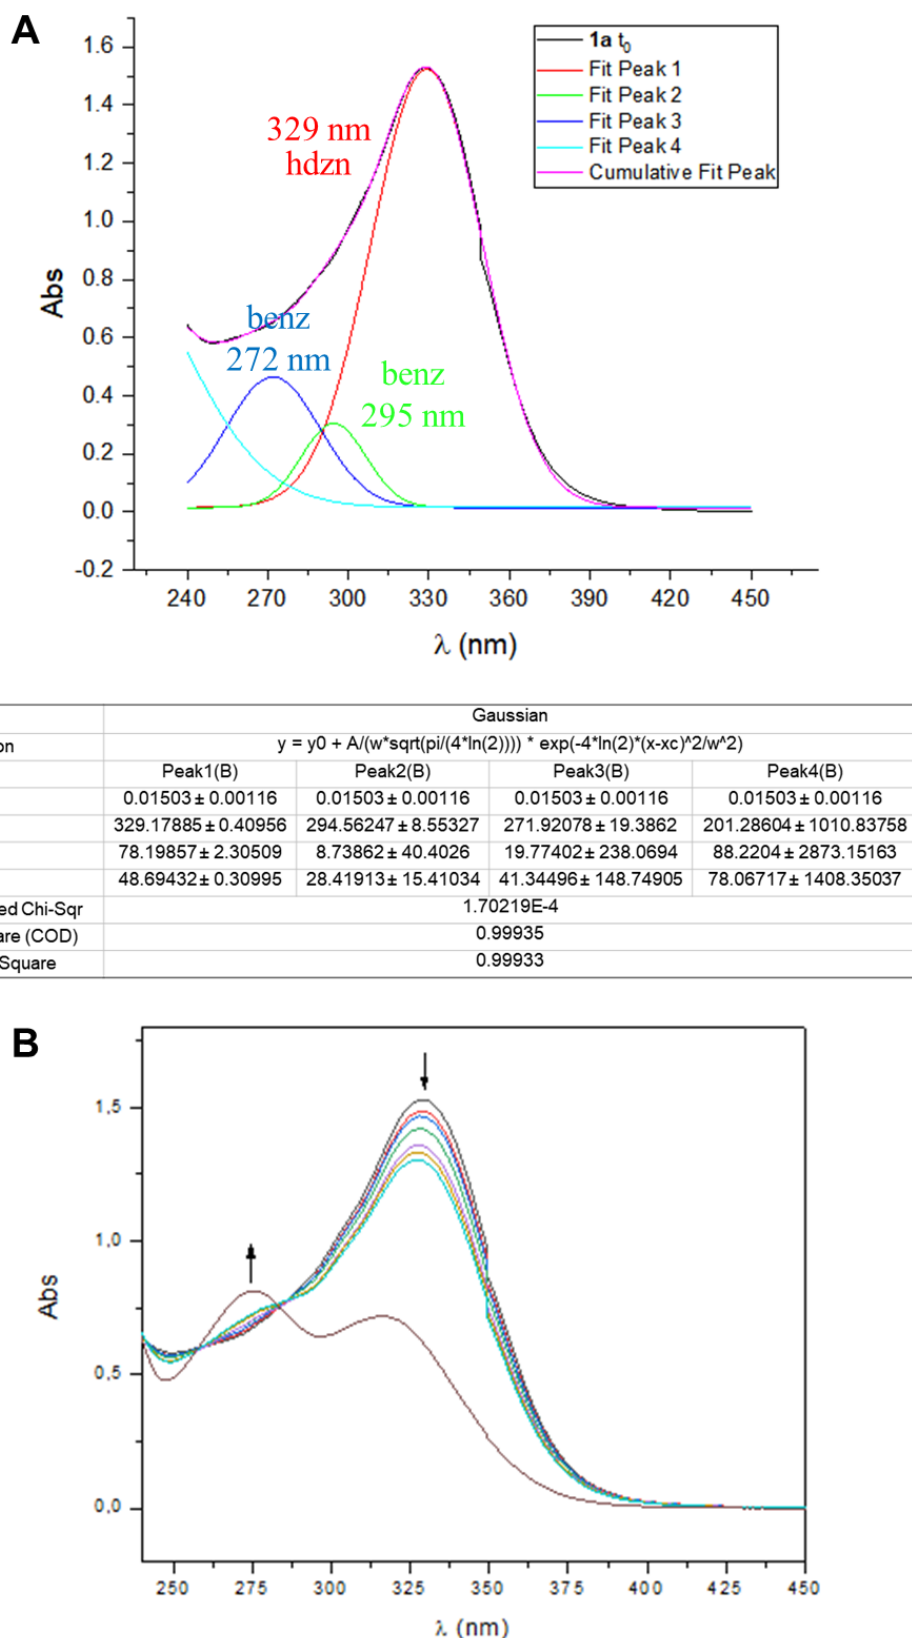 A
1a t0
Fit Peak 1
Fit Peak 2
Fit Peak 3
Fit Peak 4
Cumulative Fit Peak
329 nm
hdzn
benz
272 nm
benz
295 nm
Abs
1.6
1.4
1.2
1.0
0.8
0.6
0.4
0.2
0.0
-0.2
240 270 300 330 360 390 420 450
λ (nm)
Gaussian
on y = y0 + A/(w*sqrt(pi/(4*ln(2)))) * exp(-4*ln(2)*(x-xc)^2/w^2)
Peak1(B) Peak2(B) Peak3(B) Peak4(B)
0.01503 ± 0.00116 0.01503 ± 0.00116 0.01503 ± 0.00116 0.01503 ± 0.00116
329.17885 ± 0.40956 294.56247 ± 8.55327 271.92078 ± 19.3862 201.28604 ± 1010.83758
78.19857 ± 2.30509 8.73862 ± 40.4026 19.77402 ± 238.0694 88.2204 ± 2873.15163
48.69432 ± 0.30995 28.41913 ± 15.41034 41.34496 ± 148.74905 78.06717 ± 1408.35037
ed Chi-Sqr 1.70219E-4
are (COD) 0.99935
Square 0.99933
B
Abs
1.5
1.0
0.5
0.0
250 275 300 325 350 375 400 425 450
λ (nm)